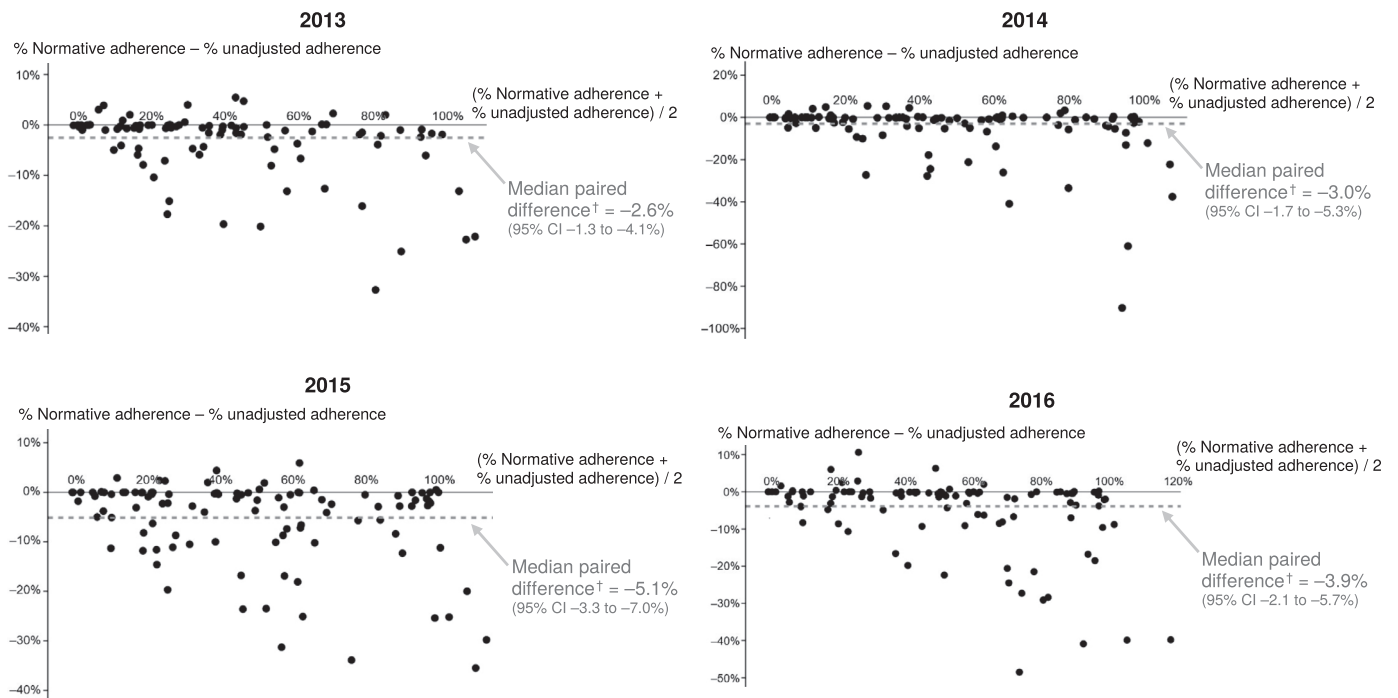 2013
% Normative adherence – % unadjusted adherence
10%
0%
–10%
–20%
–30%
–40%
0% 20% 40% 60% 80% 100%
(% Normative adherence +
% unadjusted adherence) / 2
Median paired
difference† = –2.6%
(95% CI –1.3 to –4.1%)
2014
% Normative adherence – % unadjusted adherence
20%
0%
–20%
–40%
–60%
–80%
–100%
0% 20% 40% 60% 80% 100%
(% Normative adherence +
% unadjusted adherence) / 2
Median paired
difference† = –3.0%
(95% CI –1.7 to –5.3%)
2015
% Normative adherence – % unadjusted adherence
10%
0%
–10%
–20%
–30%
–40%
0% 20% 40% 60% 80% 100%
(% Normative adherence +
% unadjusted adherence) / 2
Median paired
difference† = –5.1%
(95% CI –3.3 to –7.0%)
2016
% Normative adherence – % unadjusted adherence
10%
0%
–10%
–20%
–30%
–40%
–50%
0% 20% 40% 60% 80% 100% 120%
(% Normative adherence +
% unadjusted adherence) / 2
Median paired
difference† = –3.9%
(95% CI –2.1 to –5.7%)